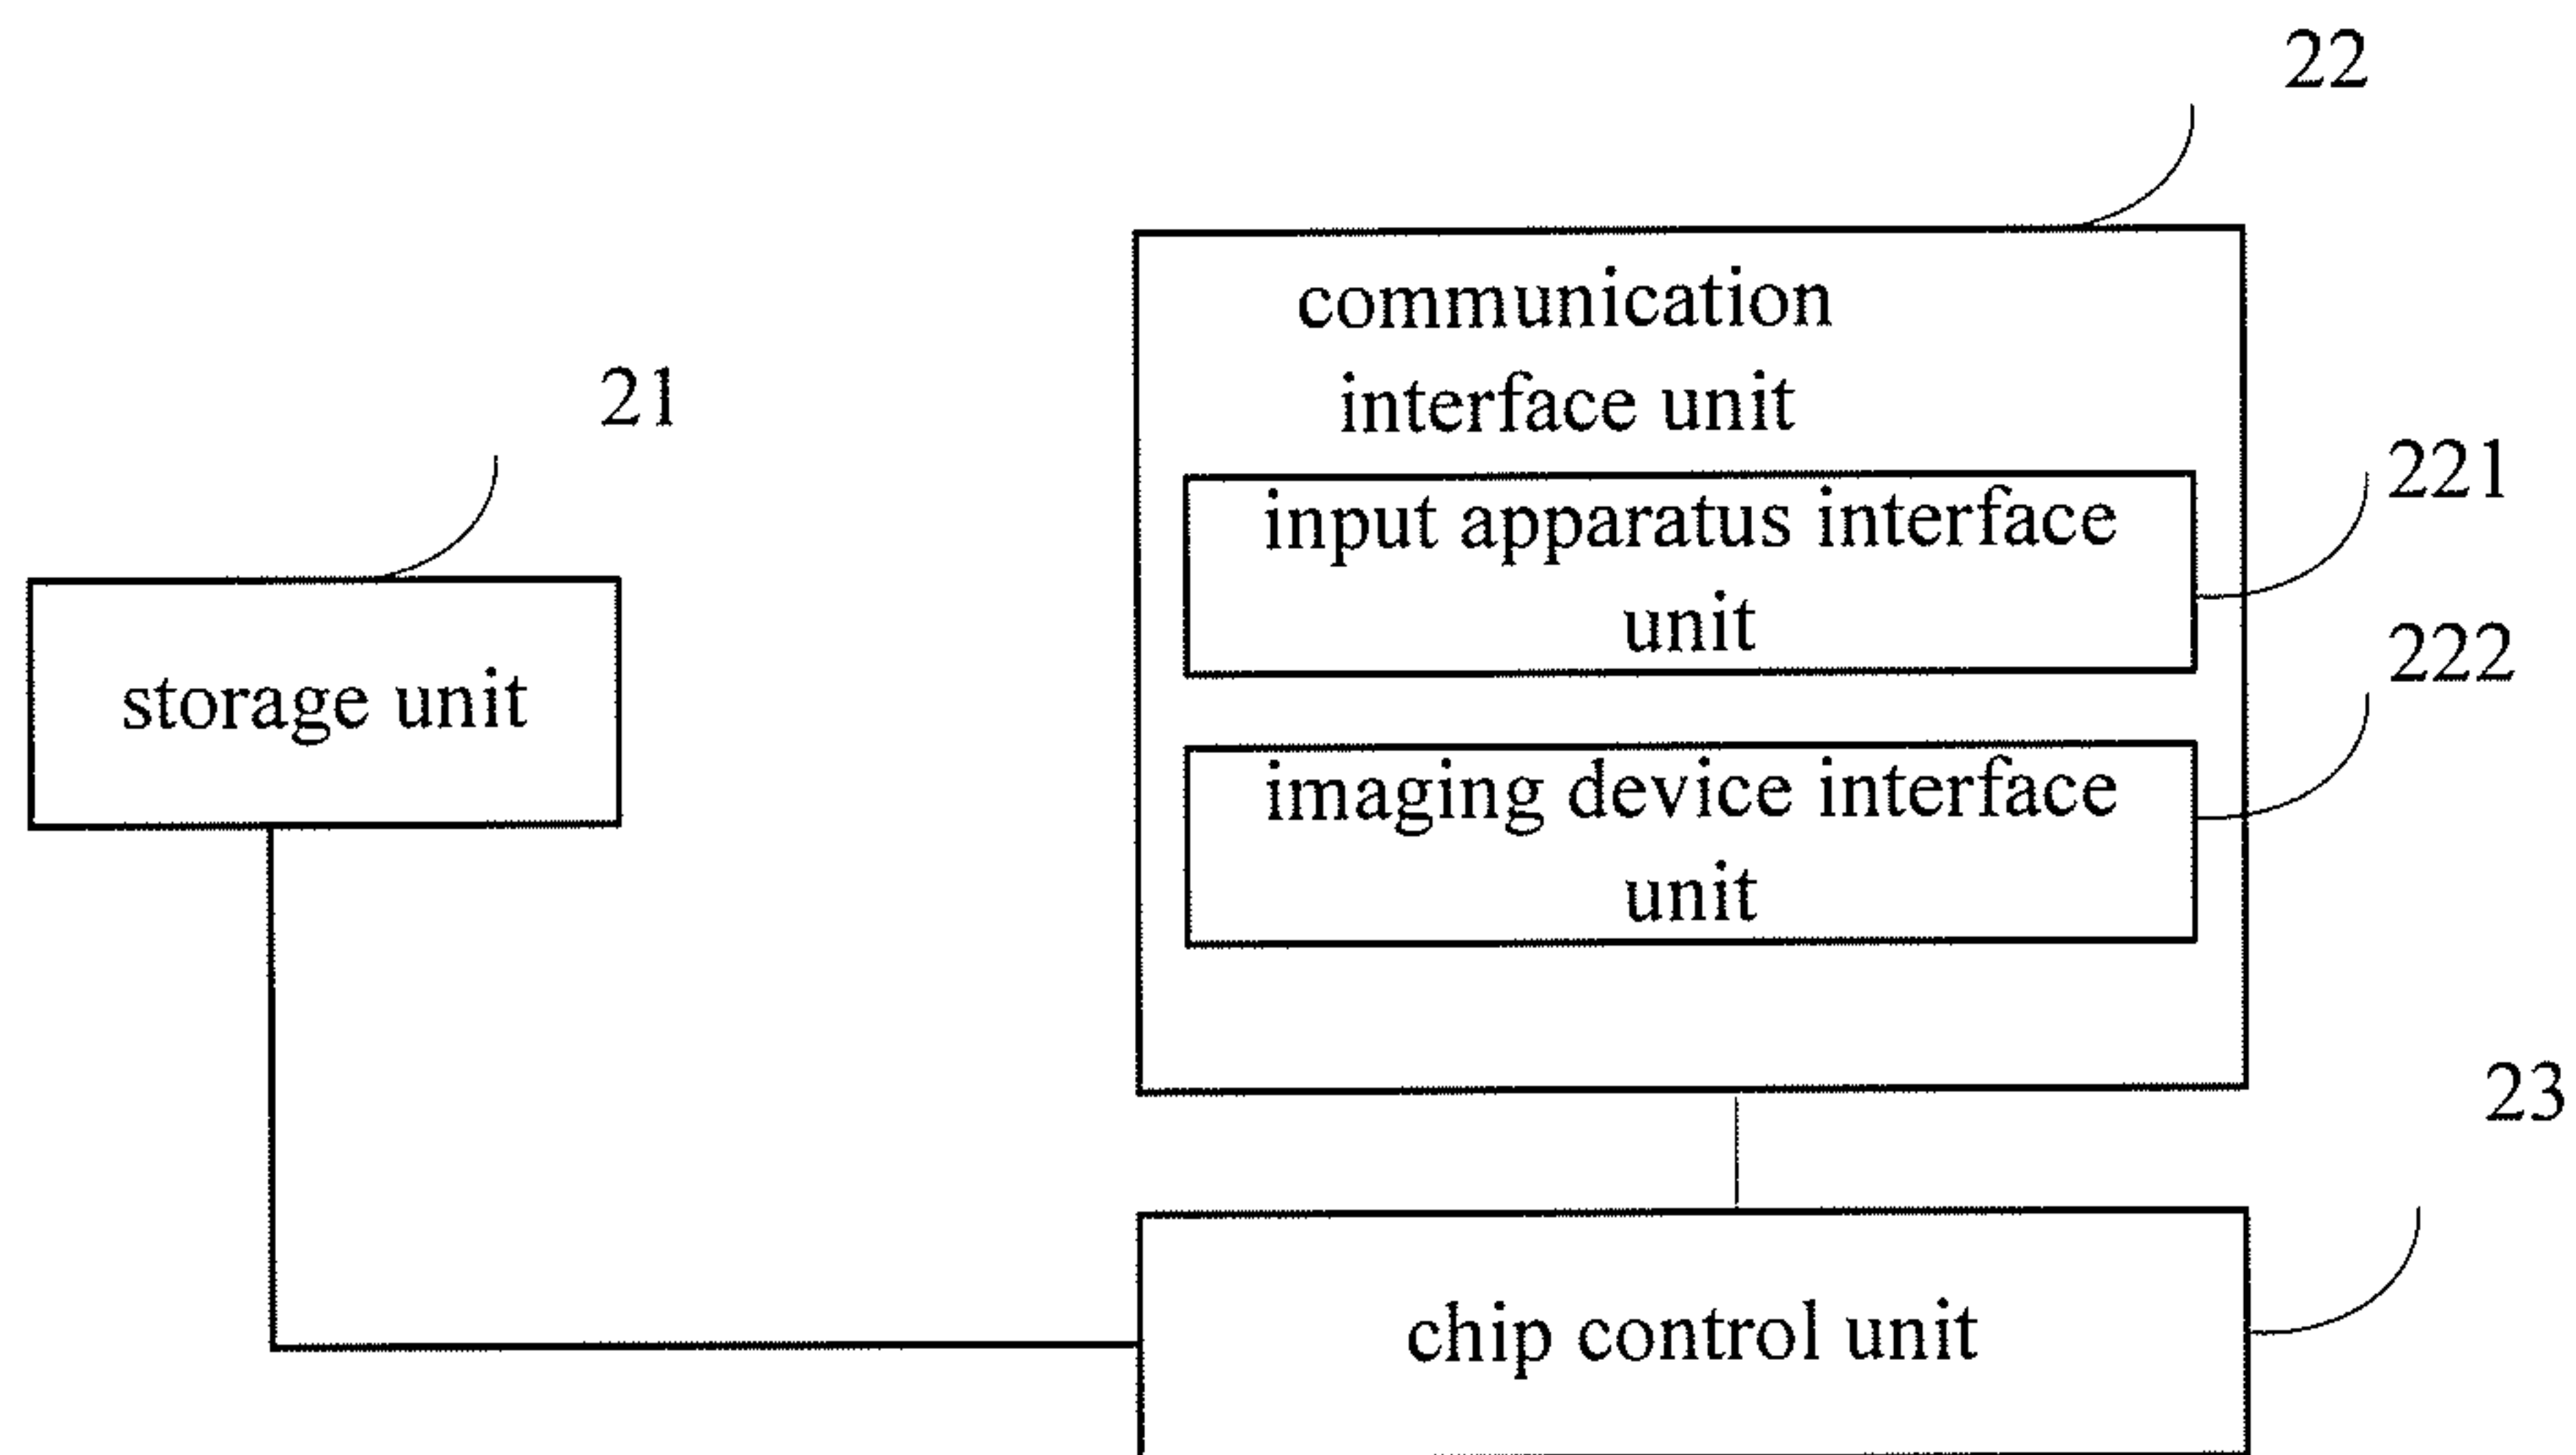 22
communication
interface unit
21
221
input apparatus interface
unit
222
storage unit
imaging device interface
unit
23
chip control unit